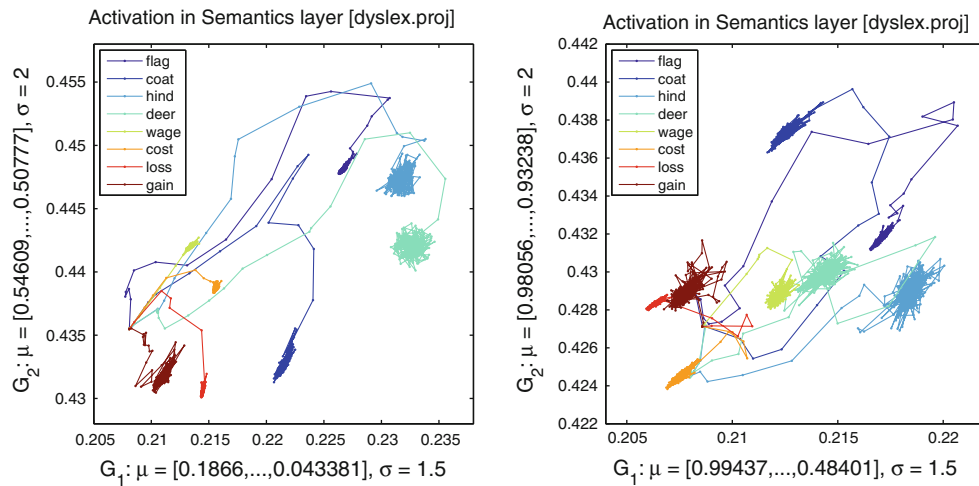 Activation in Semantics layer [dyslex.proj]
flag
coat
hind
deer
wage
cost
loss
gain
0.455
0.45
0.445
0.44
0.435
0.43
G2: μ = [0.54609,...,0.50777], σ = 2
0.205 0.21 0.215 0.22 0.225 0.23 0.235
G1: μ = [0.1866,...,0.043381], σ = 1.5
Activation in Semantics layer [dyslex.proj]
flag
coat
hind
deer
wage
cost
loss
gain
0.442
0.44
0.438
0.436
0.434
0.432
0.43
0.428
0.426
0.424
0.422
G2: μ = [0.98056,...,0.93238], σ = 2
0.205 0.21 0.215 0.22
G1: μ = [0.99437,...,0.48401], σ = 1.5